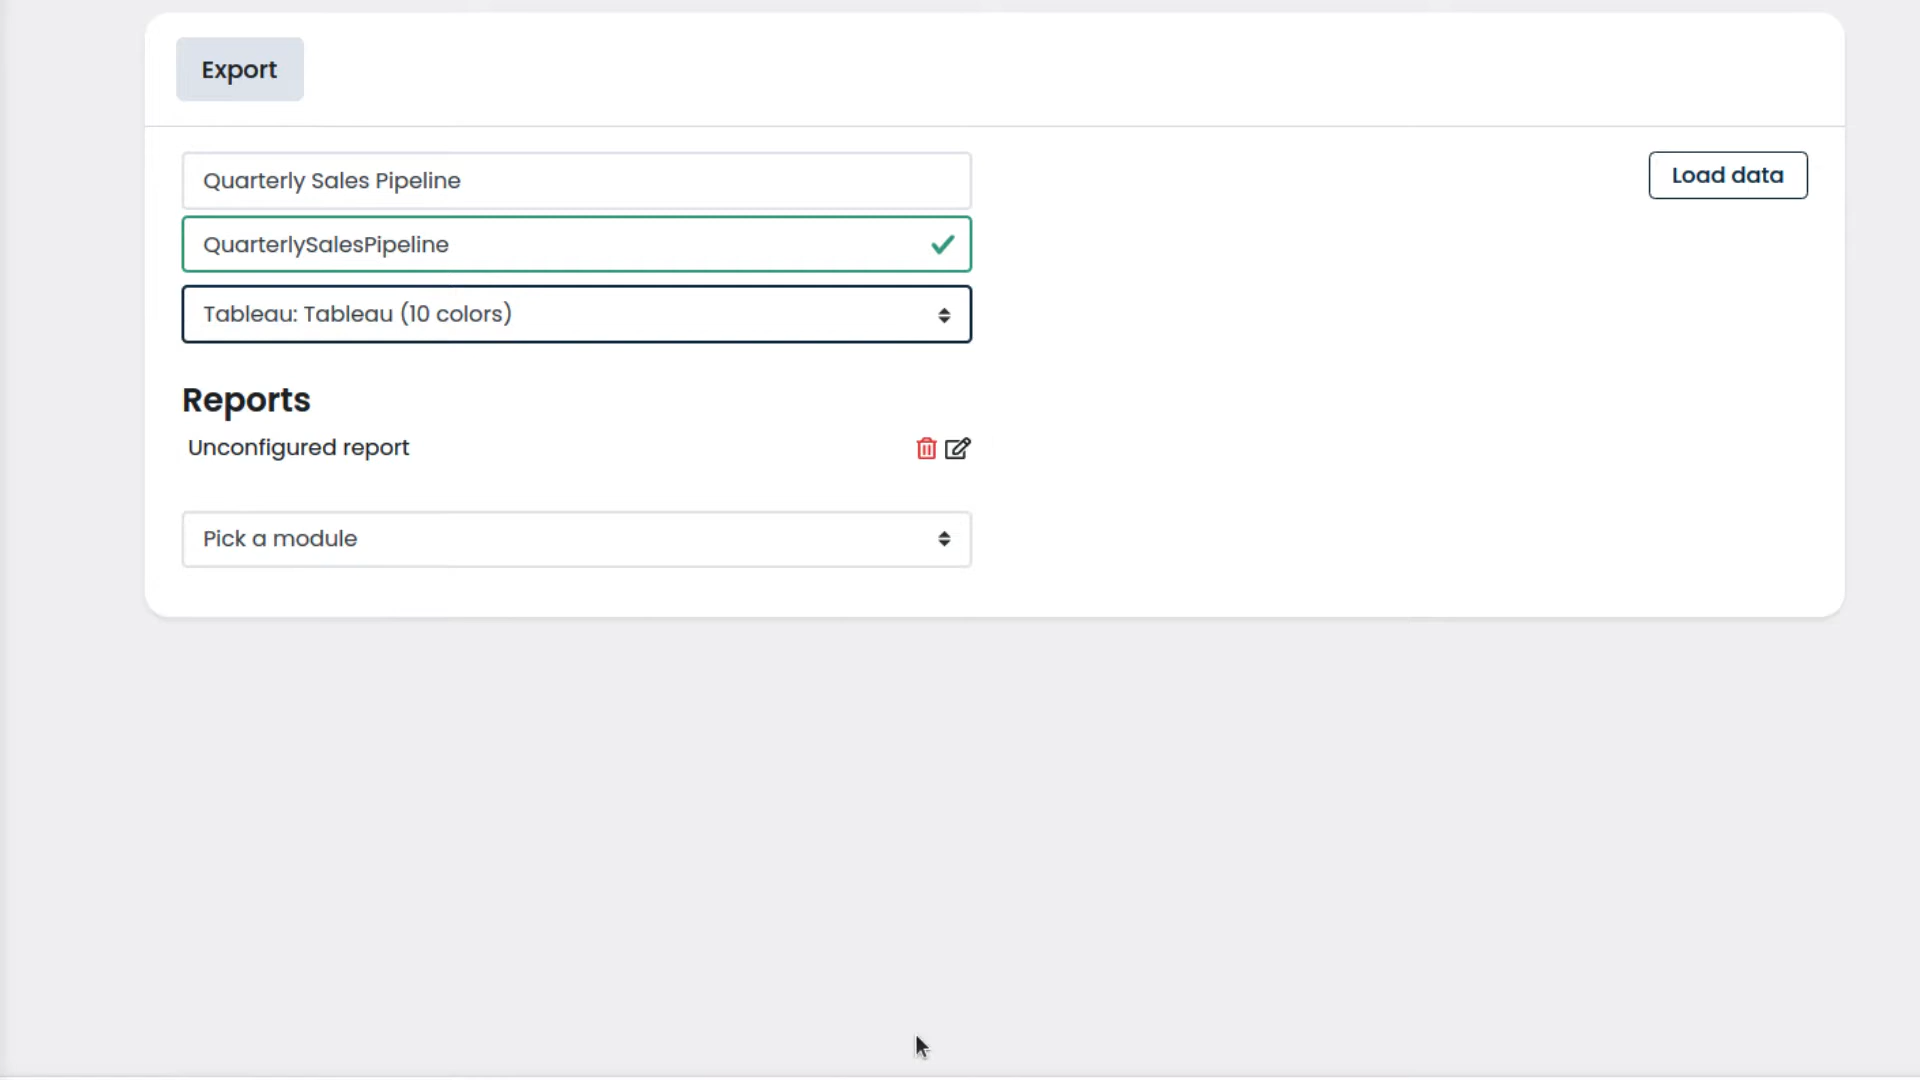 Export
Quarterly Sales Pipeline
Load data
QuarterlySalesPipeline
Tableau: Tableau (10 colors)
Reports
Unconfigured report
Pick a module